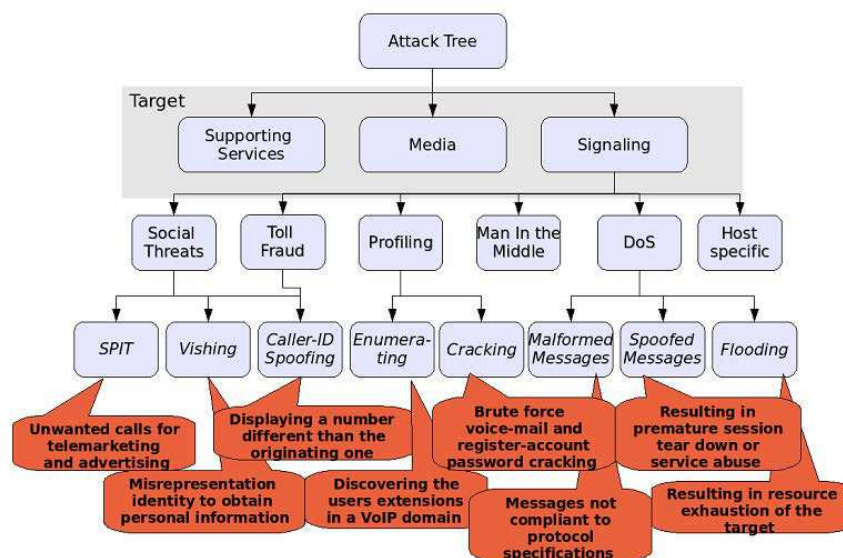 Attack Tree
Target
Supporting
Services
Media
Signaling
Social
Threats
Toll
Fraud
Profiling
Man In the
Middle
DoS
Host
specific
SPIT
Vishing
Caller-ID
Spoofing
Enumera-
ting
Cracking
Malformed
Messages
Spoofed
Messages
Flooding
Unwanted calls for
telemarketing
and advertising
Misrepresentation
identity to obtain
personal information
Displaying a number
different than the
originating one
Discovering the
users extensions
in a VoIP domain
Brute force
voice-mail and
register-account
password cracking
Messages not
compliant to
protocol
specifications
Resulting in
premature session
tear down or
service abuse
Resulting in resource
exhaustion of the
target